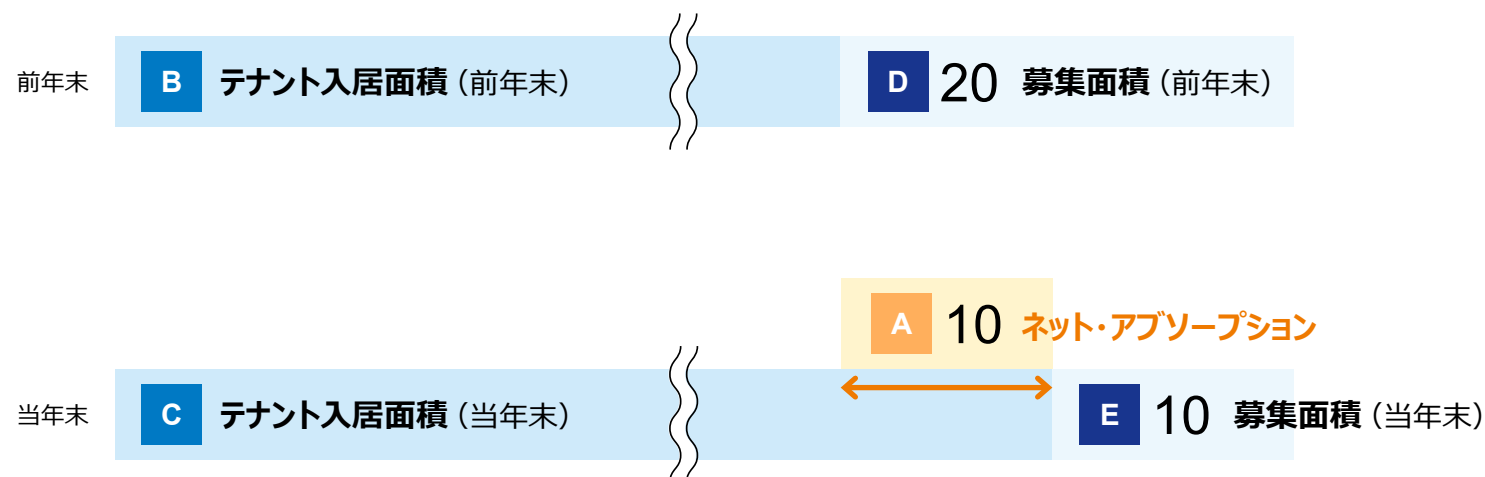 前年末 B テナント入居面積（前年末） D 20 募集面積（前年末）
A 10 ネット・アブソープション
当年末 C テナント入居面積（当年末） E 10 募集面積（当年末）